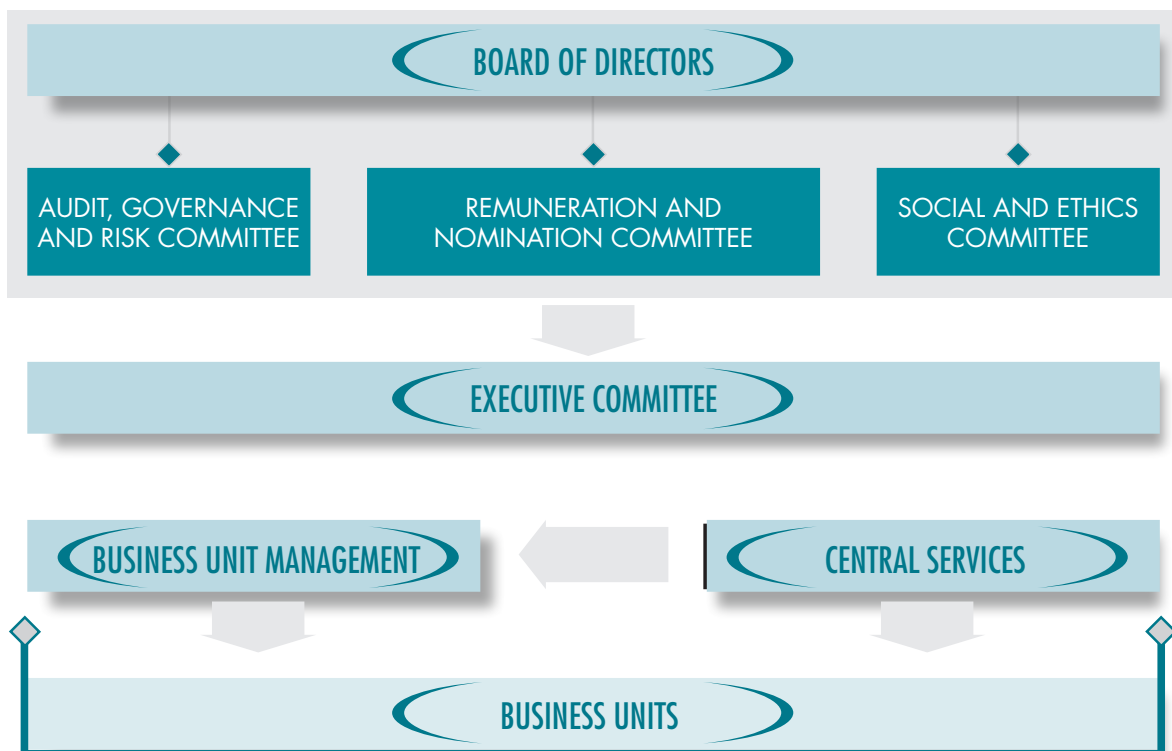 BOARD OF DIRECTORS
AUDIT, GOVERNANCE
AND RISK COMMITTEE
REMUNERATION AND
NOMINATION COMMITTEE
SOCIAL AND ETHICS
COMMITTEE
EXECUTIVE COMMITTEE
BUSINESS UNIT MANAGEMENT
CENTRAL SERVICES
BUSINESS UNITS